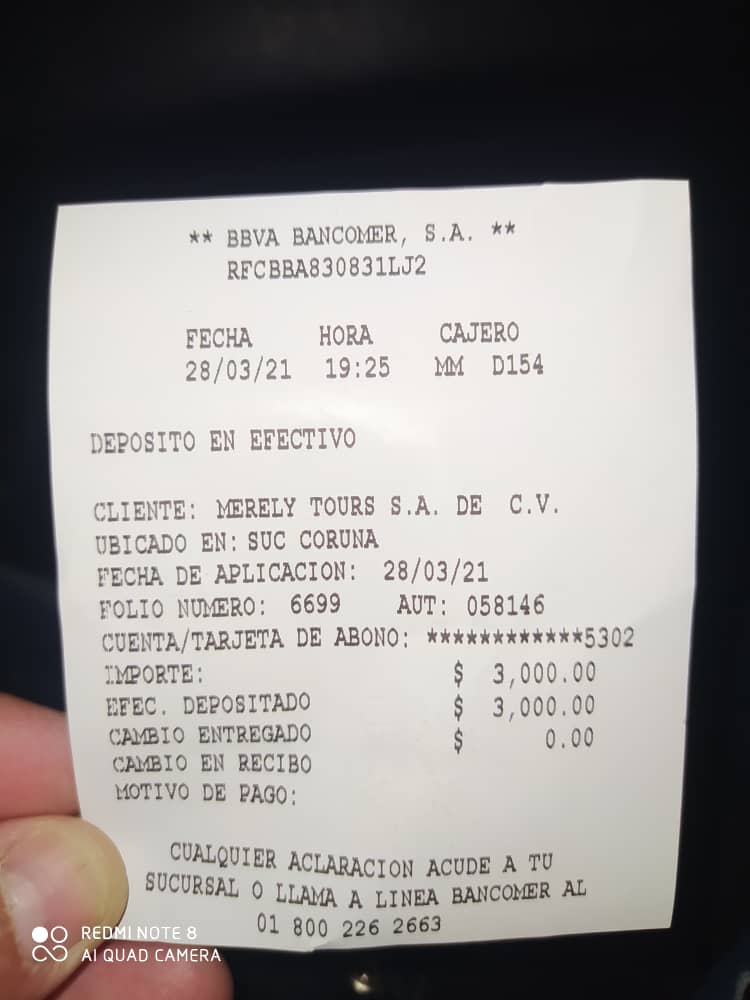 ** BBVA BANCOMER, S.A. **
RFCBBA830831LJ2
FECHA HORA CAJERO
28/03/21 19:25 MM D154
DEPOSITO EN EFECTIVO
CLIENTE: MERELY TOURS S.A. DE C.V.
UBICADO EN: SUC CORUNA
FECHA DE APLICACION: 28/03/21
FOLIO NUMERO: 6699 AUT: 058146
CUENTA/TARJETA DE ABONO: ************5302
IMPORTE: $ 3,000.00
EFEC. DEPOSITADO $ 3,000.00
CAMBIO ENTREGADO $ 0.00
CAMBIO EN RECIBO
MOTIVO DE PAGO:
CUALQUIER ACLARACION ACUDE A TU
SUCURSAL O LLAMA A LINEA BANCOMER AL
01 800 226 2663
REDMI NOTE 8
AI QUAD CAMERA